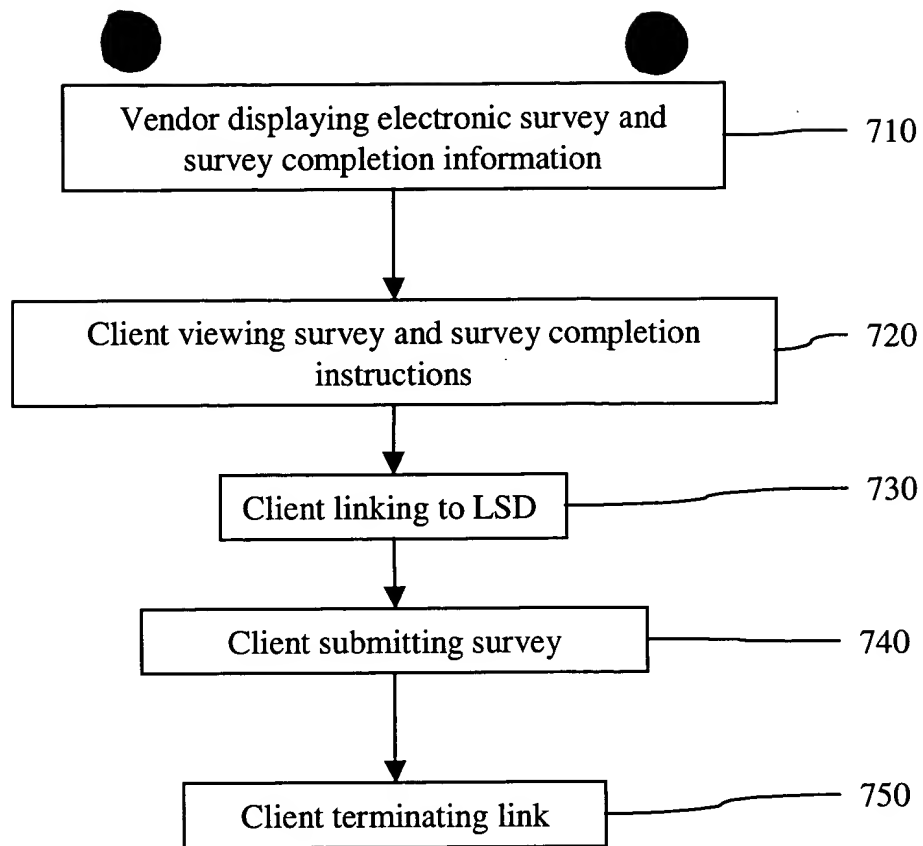 Vendor displaying electronic survey and
survey completion information
710
Client viewing survey and survey completion
instructions
720
Client linking to LSD
730
Client submitting survey
740
Client terminating link
750